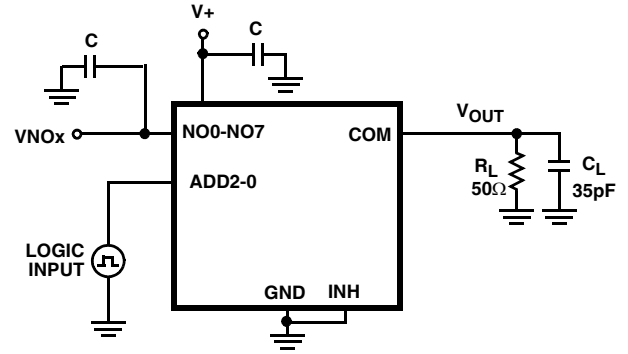 V+
C
C
VNOx
NO0-NO7
COM
VOUT
ADD2-0
RL
50Ω
CL
35pF
LOGIC
INPUT
GND
INH